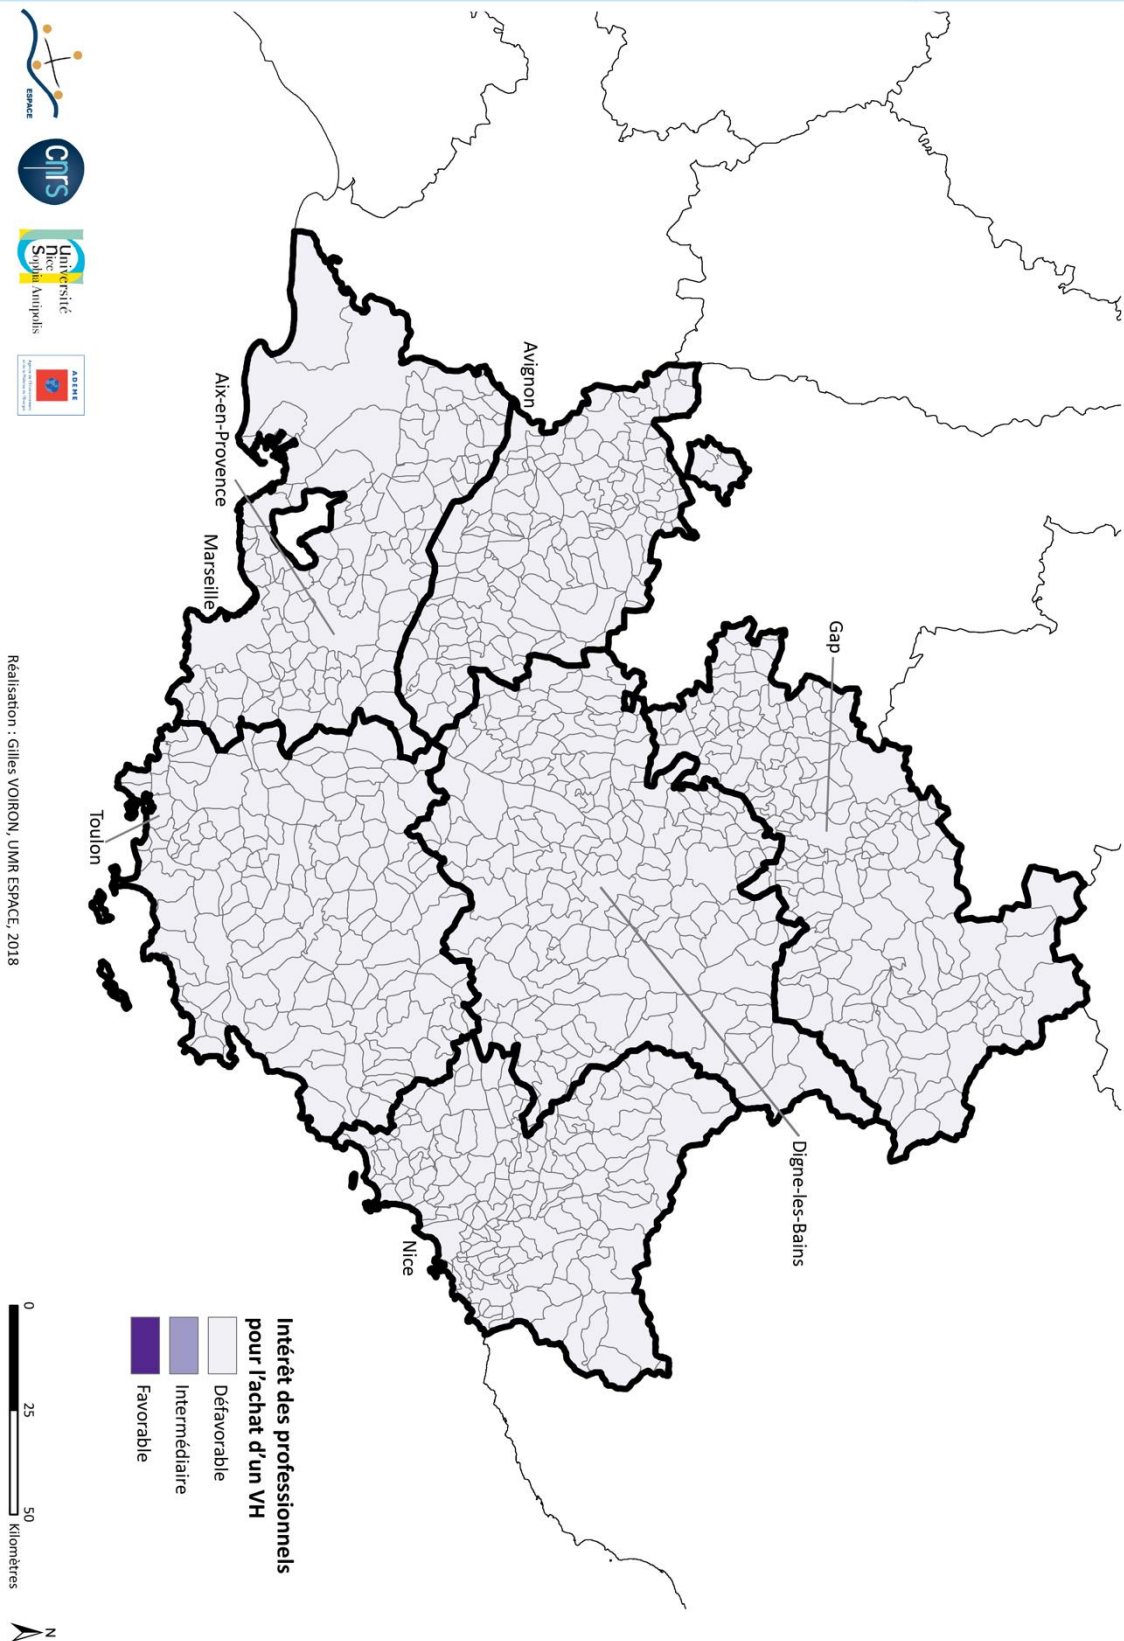 Gap
Avignon
Digne-les-Bains
Aix-en-Provence
Marseille
Nice
Toulon
Intérêt des professionnels
pour l'achat d'un VH
Défavorable
Intermédiaire
Favorable
0 25 50 Kilomètres
N
Réalisation : Gilles VOIRON, UMR ESPACE, 2018
ESPACE
cnrs
Université
nice
Sophia Antipolis
ADEME